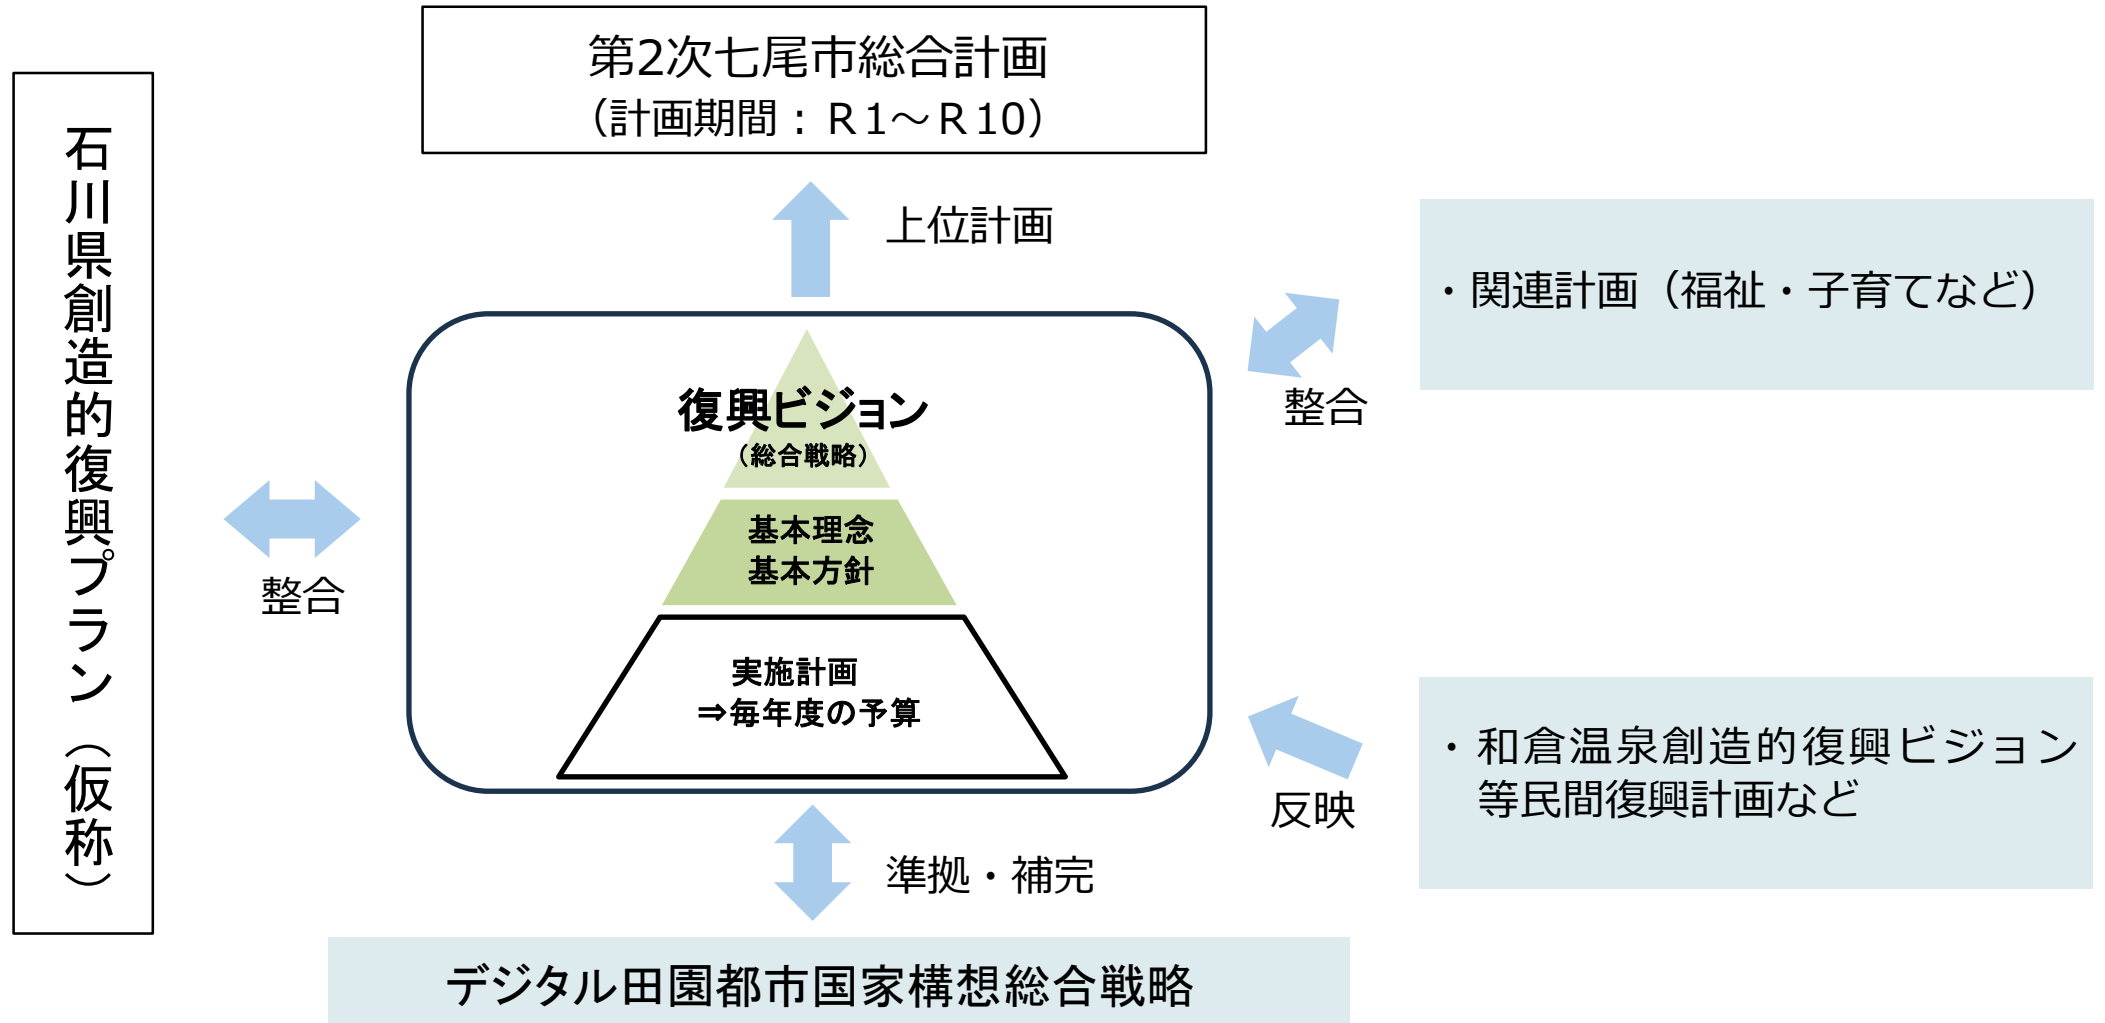 第2次七尾市総合計画
（計画期間：Ｒ1～Ｒ10）
石川県創造的復興プラン（仮称）
上位計画
・関連計画（福祉・子育てなど）
整合
復興ビジョン
（総合戦略）
基本理念
基本方針
整合
実施計画
⇒毎年度の予算
・和倉温泉創造的復興ビジョン
等民間復興計画など
反映
準拠・補完
デジタル田園都市国家構想総合戦略